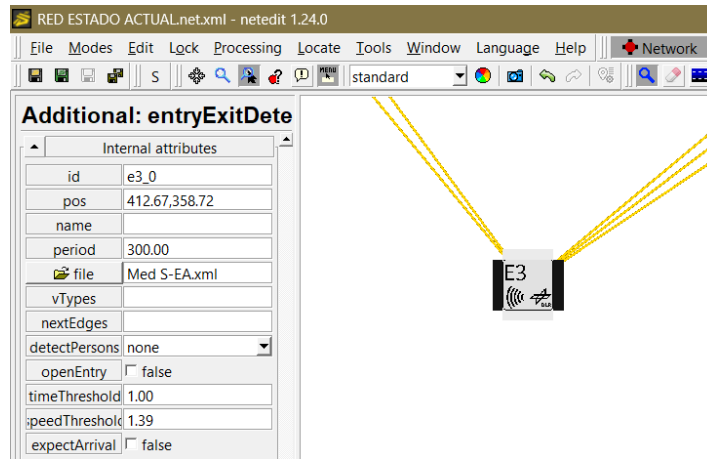 RED ESTADO ACTUAL.net.xml - netedit 1.24.0
File Modes Edit Lock Processing Locate Tools Window Language Help Network
S MENU standard
Additional: entryExitDete
Internal attributes
id e3_0
pos 412.67,358.72
name
period 300.00
file Med S-EA.xml
vTypes
nextEdges
detectPersons none
openEntry false
timeThreshold 1.00
speedThreshold 1.39
expectArrival false
E3
DLR